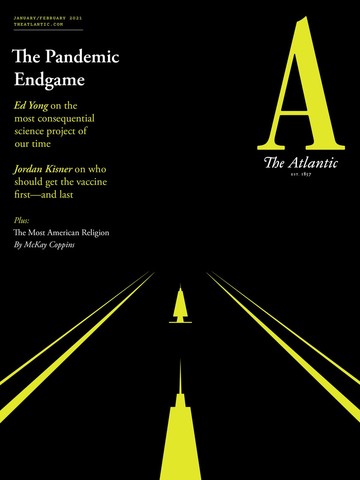 JANUARY/FEBRUARY 2021
THEATLANTIC.COM
The Pandemic
Endgame
Ed Yong on the
most consequential
science project of
our time
Jordan Kisner on who
should get the vaccine
first—and last
Plus:
The Most American Religion
By McKay Coppins
A
The Atlantic
EST 1857